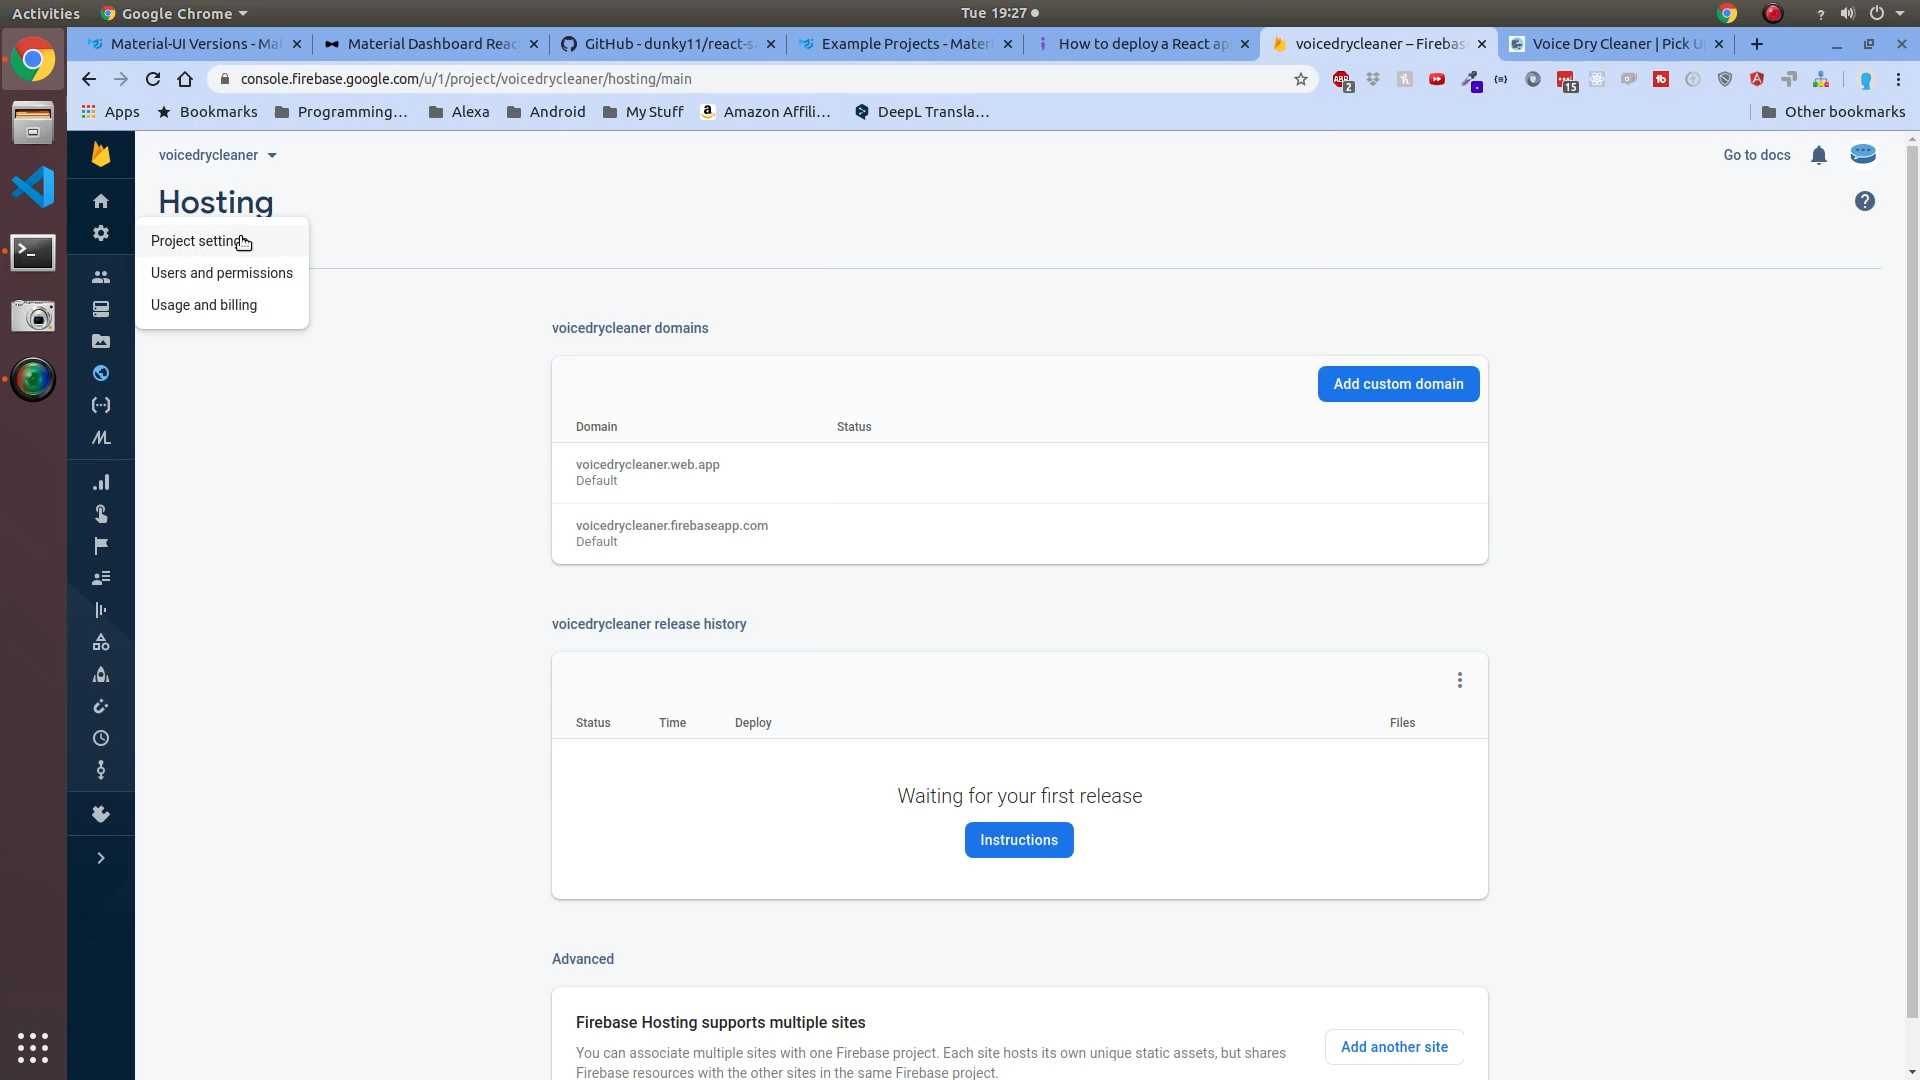 Activities Google Chrome Tue 19:27
Material-UI Versions - Ma Material Dashboard Reac GitHub - dunky11/react-s Example Projects - Mater How to deploy a React ap voicedrycleaner – Firebas Voice Dry Cleaner | Pick U
console.firebase.google.com/u/1/project/voicedrycleaner/hosting/main ABP 2 15
Apps Bookmarks Programming... Alexa Android My Stuff Amazon Affili... DeepL Transla... Other bookmarks
voicedrycleaner Go to docs
Hosting
Project setting
Users and permissions
Usage and billing
voicedrycleaner domains
Add custom domain
Domain Status
voicedrycleaner.web.app
Default
voicedrycleaner.firebaseapp.com
Default
voicedrycleaner release history
Status Time Deploy Files
Waiting for your first release
Instructions
Advanced
Firebase Hosting supports multiple sites
You can associate multiple sites with one Firebase project. Each site hosts its own unique static assets, but shares
Firebase resources with the other sites in the same Firebase project.
Add another site